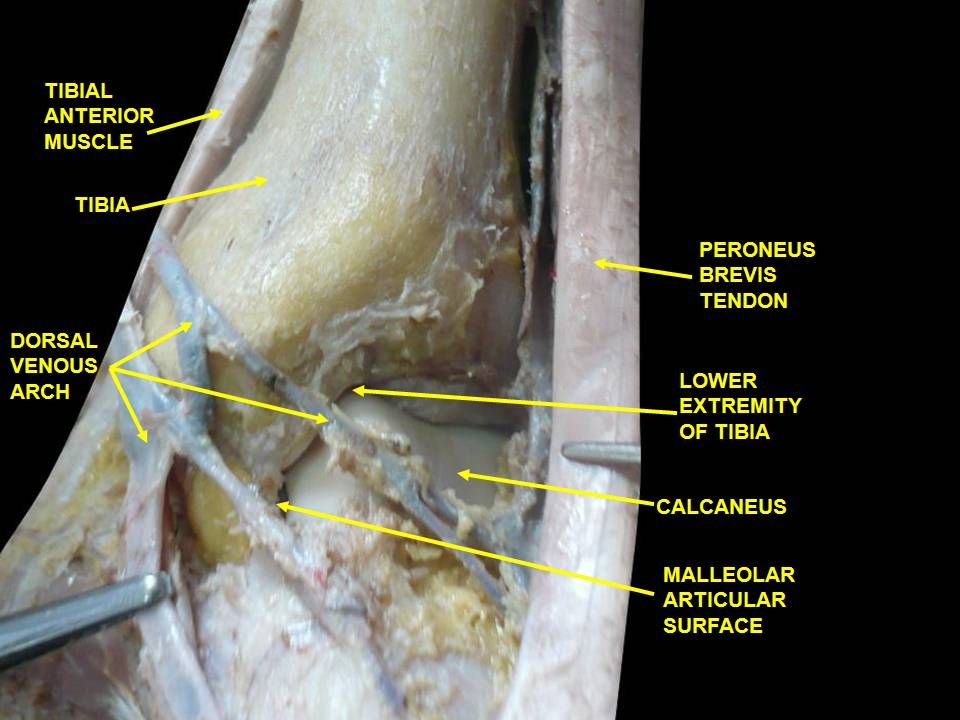 TIBIAL
ANTERIOR
MUSCLE
TIBIA
DORSAL
VENOUS
ARCH
PERONEUS
BREVIS
TENDON
LOWER
EXTREMITY
OF TIBIA
CALCANEUS
MALLEOLAR
ARTICULAR
SURFACE